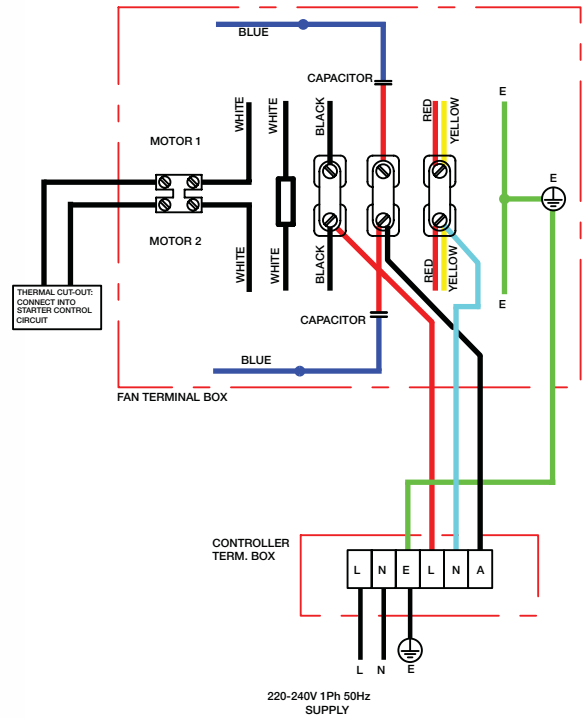 BLUE
CAPACITOR
WHITE
WHITE
BLACK
RED
YELLOW
E
MOTOR 1
E
MOTOR 2
WHITE
WHITE
BLACK
RED
YELLOW
THERMAL CUT-OUT:
CONNECT INTO
STARTER CONTROL
CIRCUIT
E
CAPACITOR
BLUE
FAN TERMINAL BOX
CONTROLLER
TERM. BOX
L N E L N A
L N E
220-240V 1Ph 50Hz
SUPPLY